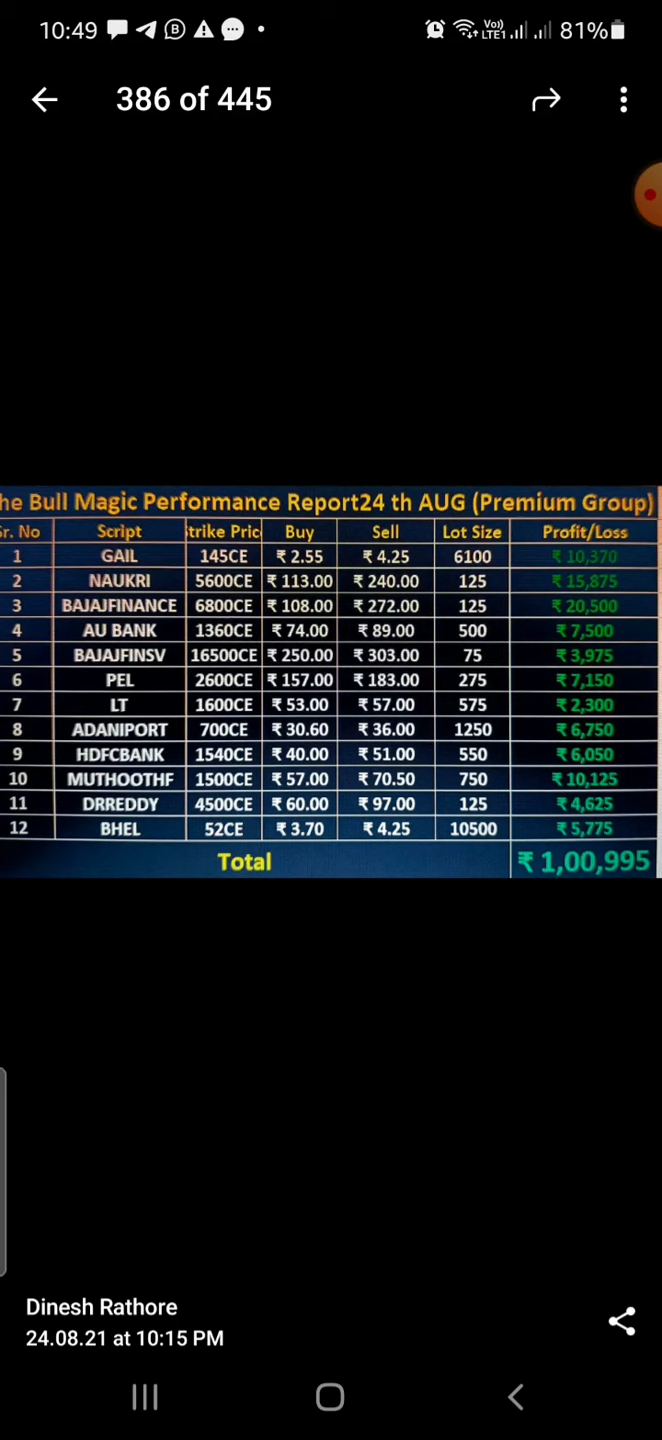 10:49 81%
Vo)) LTE1
386 of 445
he Bull Magic Performance Report24 th AUG (Premium Group)
Sr. No Script Strike Pric Buy Sell Lot Size Profit/Loss
1 GAIL 145CE ₹ 2.55 ₹ 4.25 6100 ₹ 10,370
2 NAUKRI 5600CE ₹ 113.00 ₹ 240.00 125 ₹ 15,875
3 BAJAJFINANCE 6800CE ₹ 108.00 ₹ 272.00 125 ₹ 20,500
4 AU BANK 1360CE ₹ 74.00 ₹ 89.00 500 ₹ 7,500
5 BAJAJFINSV 16500CE ₹ 250.00 ₹ 303.00 75 ₹ 3,975
6 PEL 2600CE ₹ 157.00 ₹ 183.00 275 ₹ 7,150
7 LT 1600CE ₹ 53.00 ₹ 57.00 575 ₹ 2,300
8 ADANIPORT 700CE ₹ 30.60 ₹ 36.00 1250 ₹ 6,750
9 HDFCBANK 1540CE ₹ 40.00 ₹ 51.00 550 ₹ 6,050
10 MUTHOOTHF 1500CE ₹ 57.00 ₹ 70.50 750 ₹ 10,125
11 DRREDDY 4500CE ₹ 60.00 ₹ 97.00 125 ₹ 4,625
12 BHEL 52CE ₹ 3.70 ₹ 4.25 10500 ₹ 5,775
Total ₹ 1,00,995
Dinesh Rathore
24.08.21 at 10:15 PM